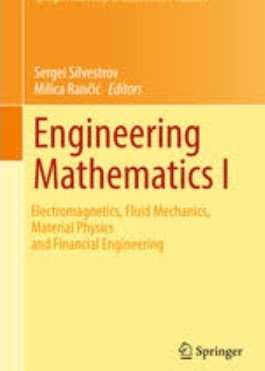 Sergei Silvestrov
Milica Rančić Editors
Engineering
Mathematics I
Electromagnetics, Fluid Mechanics,
Material Physics
and Financial Engineering
Springer